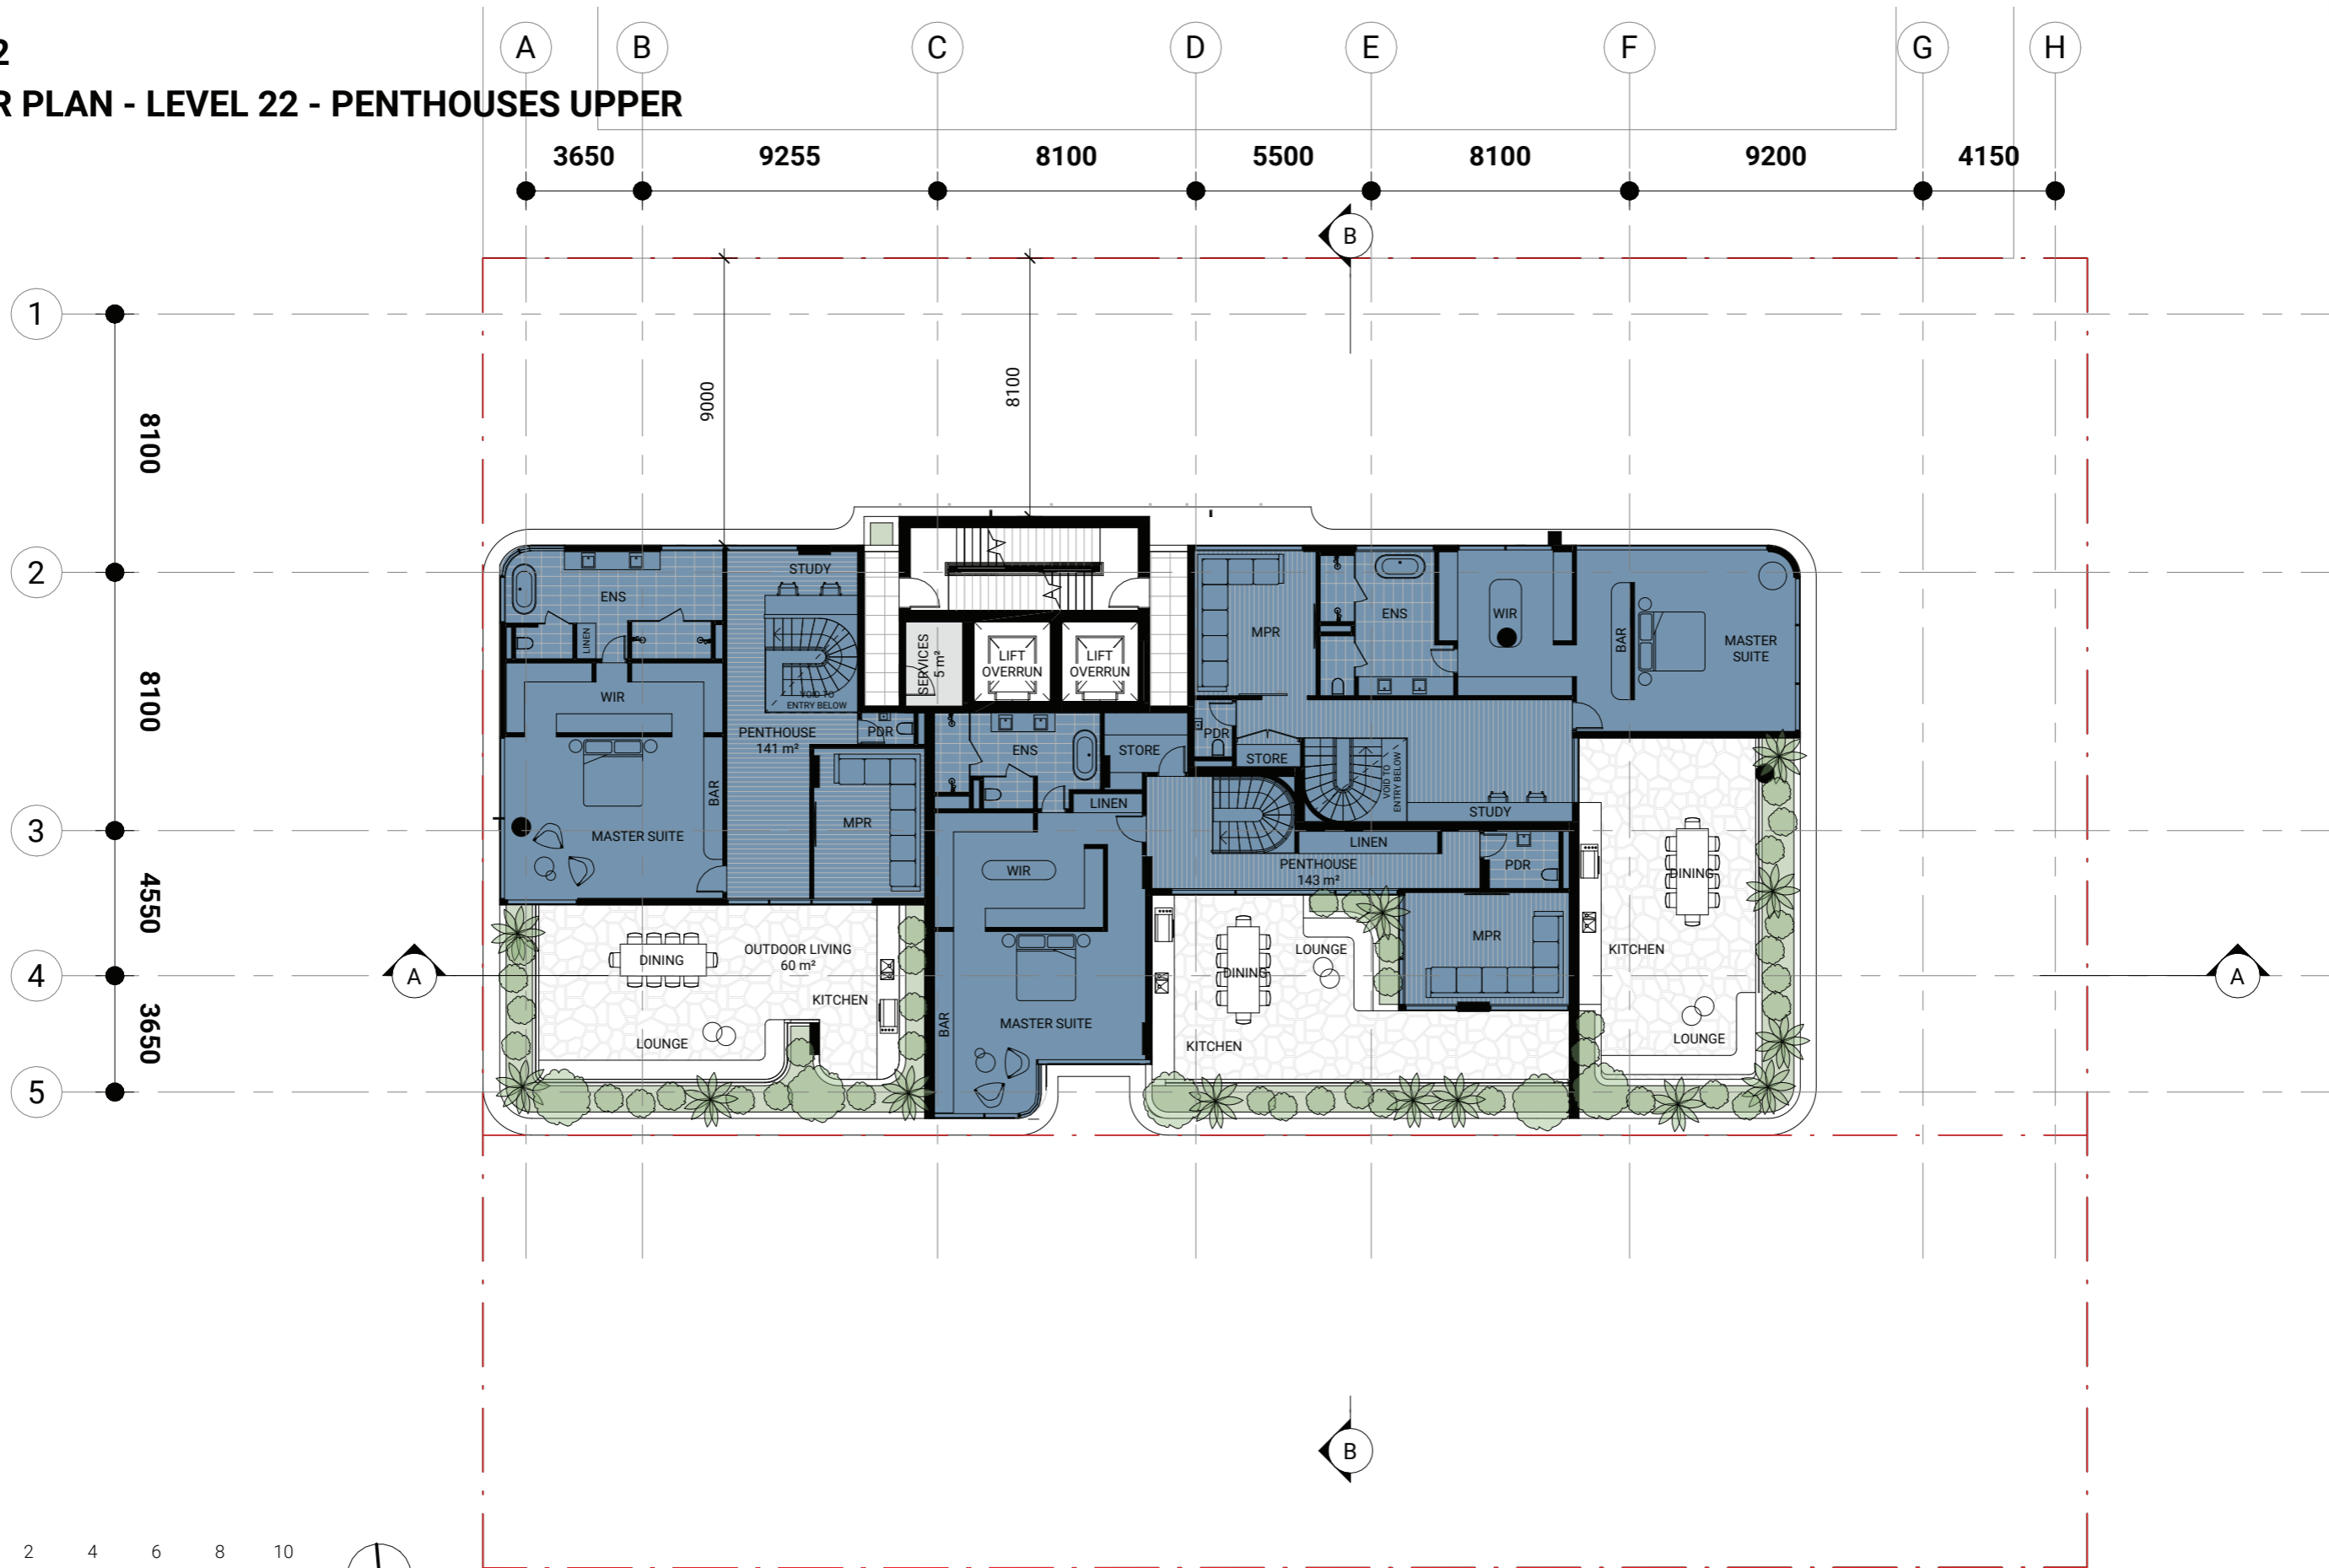 2
R PLAN - LEVEL 22 - PENTHOUSES UPPER
A B C D E F G H
3650 9255 8100 5500 8100 9200 4150
B
1
8100
9000
8100
2
STUDY
ENS
LINEN
WIR
VOID TO
ENTRY BELOW
PENTHOUSE
141 m²
PDR
MASTER SUITE
BAR
MPR
SERVICES
5 m²
LIFT
OVERRUN
LIFT
OVERRUN
MPR
ENS
WIR
BAR
MASTER
SUITE
8100
ENS
STORE
LINEN
PDR
STORE
VOID TO
ENTRY BELOW
STUDY
3
LINEN
PENTHOUSE
143 m²
PDR
WIR
4550
DINING
OUTDOOR LIVING
60 m²
KITCHEN
LOUNGE
BAR
MASTER SUITE
DINING
LOUNGE
KITCHEN
MPR
DINING
KITCHEN
LOUNGE
4
A
A
3650
5
B
2 4 6 8 10